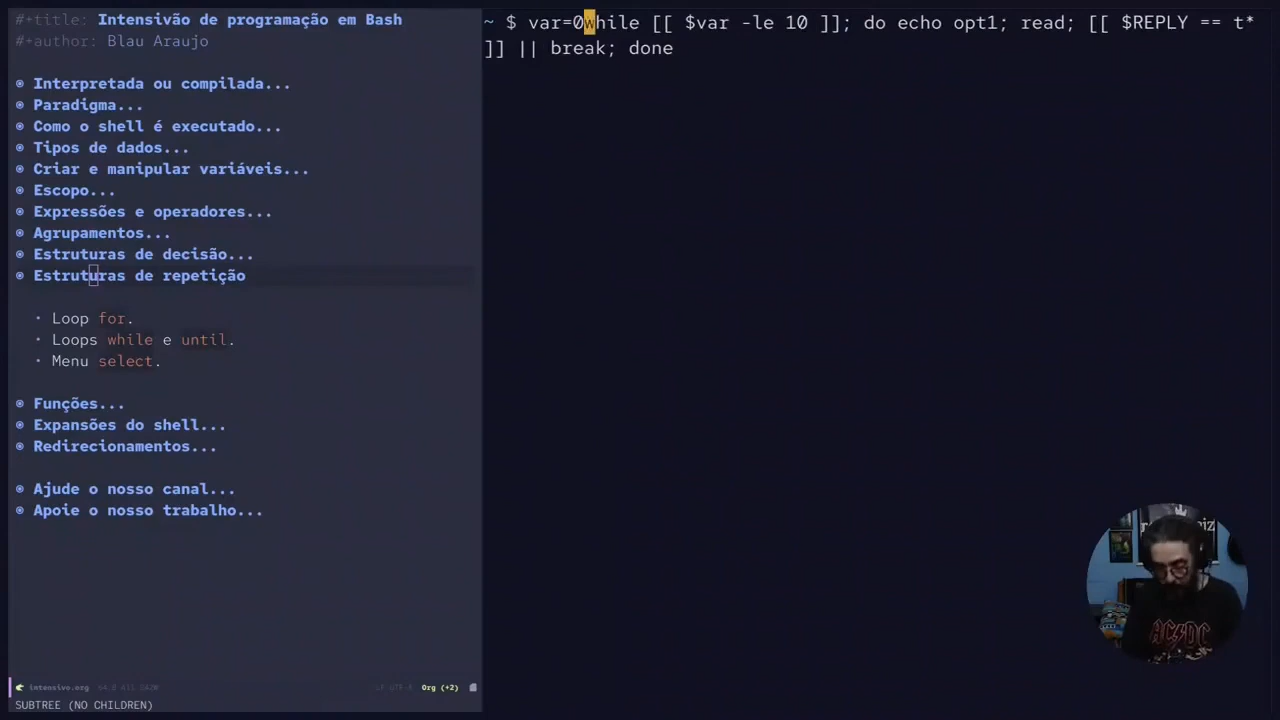 #+title: Intensivão de programação em Bash
#+author: Blau Araujo
Interpretada ou compilada...
Paradigma...
Como o shell é executado...
Tipos de dados...
Criar e manipular variáveis...
Escopo...
Expressões e operadores...
Agrupamentos...
Estruturas de decisão...
Estruturas de repetição
• Loop for.
• Loops while e until.
• Menu select.
Funções...
Expansões do shell...
Redirecionamentos...
Ajude o nosso canal...
Apoie o nosso trabalho...
intensivo.org
Org (+2)
SUBTREE (NO CHILDREN)
~ $ var=0while [[ $var -le 10 ]]; do echo opt1; read; [[ $REPLY == t*
]] || break; done
AC/DC